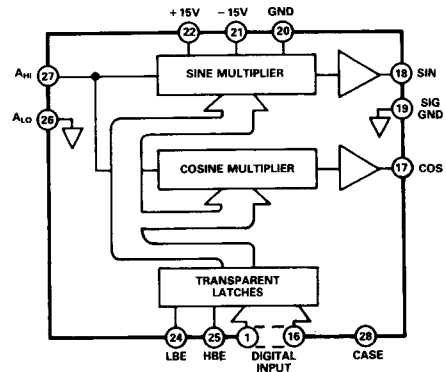 +15V -15V GND
22 21 20
AHI 27 SINE MULTIPLIER 18 SIN
ALO 26 19 SIG
GND
COSINE MULTIPLIER 17 COS
TRANSPARENT
LATCHES
24 25 1 16 28
LBE HBE DIGITAL CASE
INPUT